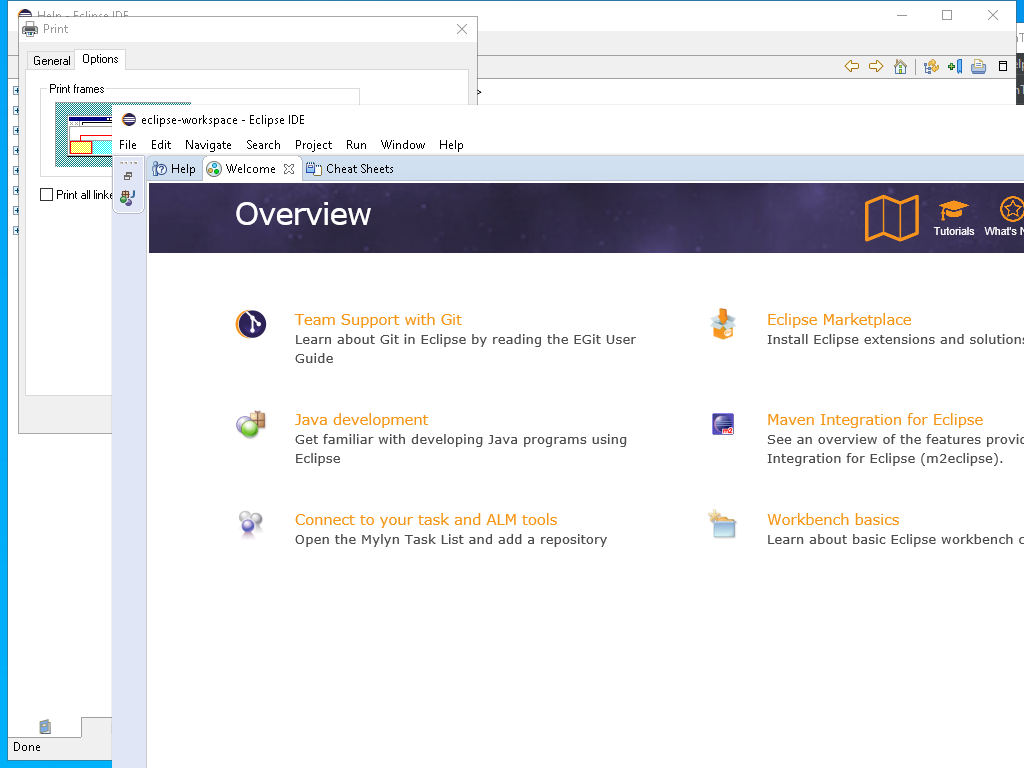 Help - Eclipse IDE
Print
General
Options
Print frames
Print all linke
Done
eclipse-workspace - Eclipse IDE
File Edit Navigate Search Project Run Window Help
Help
Welcome
Cheat Sheets
Overview
Tutorials
What's N
Team Support with Git
Learn about Git in Eclipse by reading the EGit User
Guide
Eclipse Marketplace
Install Eclipse extensions and solutions
Java development
Get familiar with developing Java programs using
Eclipse
Maven Integration for Eclipse
See an overview of the features provid
Integration for Eclipse (m2eclipse).
Connect to your task and ALM tools
Open the Mylyn Task List and add a repository
Workbench basics
Learn about basic Eclipse workbench c